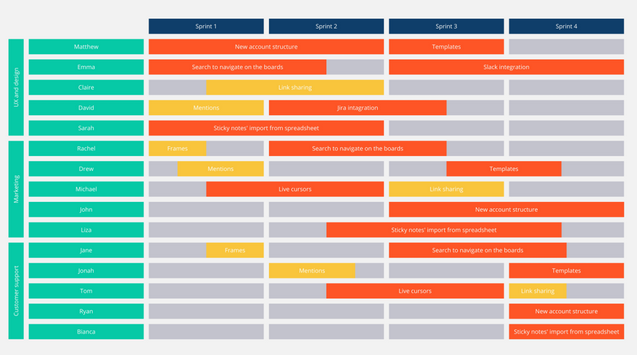 Sprint 1
Sprint 2
Sprint 3
Sprint 4
UX and design
Matthew
New account structure
Templates
Emma
Search to navigate on the boards
Slack integration
Claire
Link sharing
David
Mentions
Jira intagration
Sarah
Sticky notes' import from spreadsheet
Marketing
Rachel
Frames
Search to navigate on the boards
Drew
Mentions
Templates
Michael
Live cursors
Link sharing
John
New account structure
Liza
Sticky notes' import from spreadsheet
Customer support
Jane
Frames
Search to navigate on the boards
Jonah
Mentions
Templates
Tom
Live cursors
Link sharing
Ryan
New account structure
Bianca
Sticky notes' import from spreadsheet